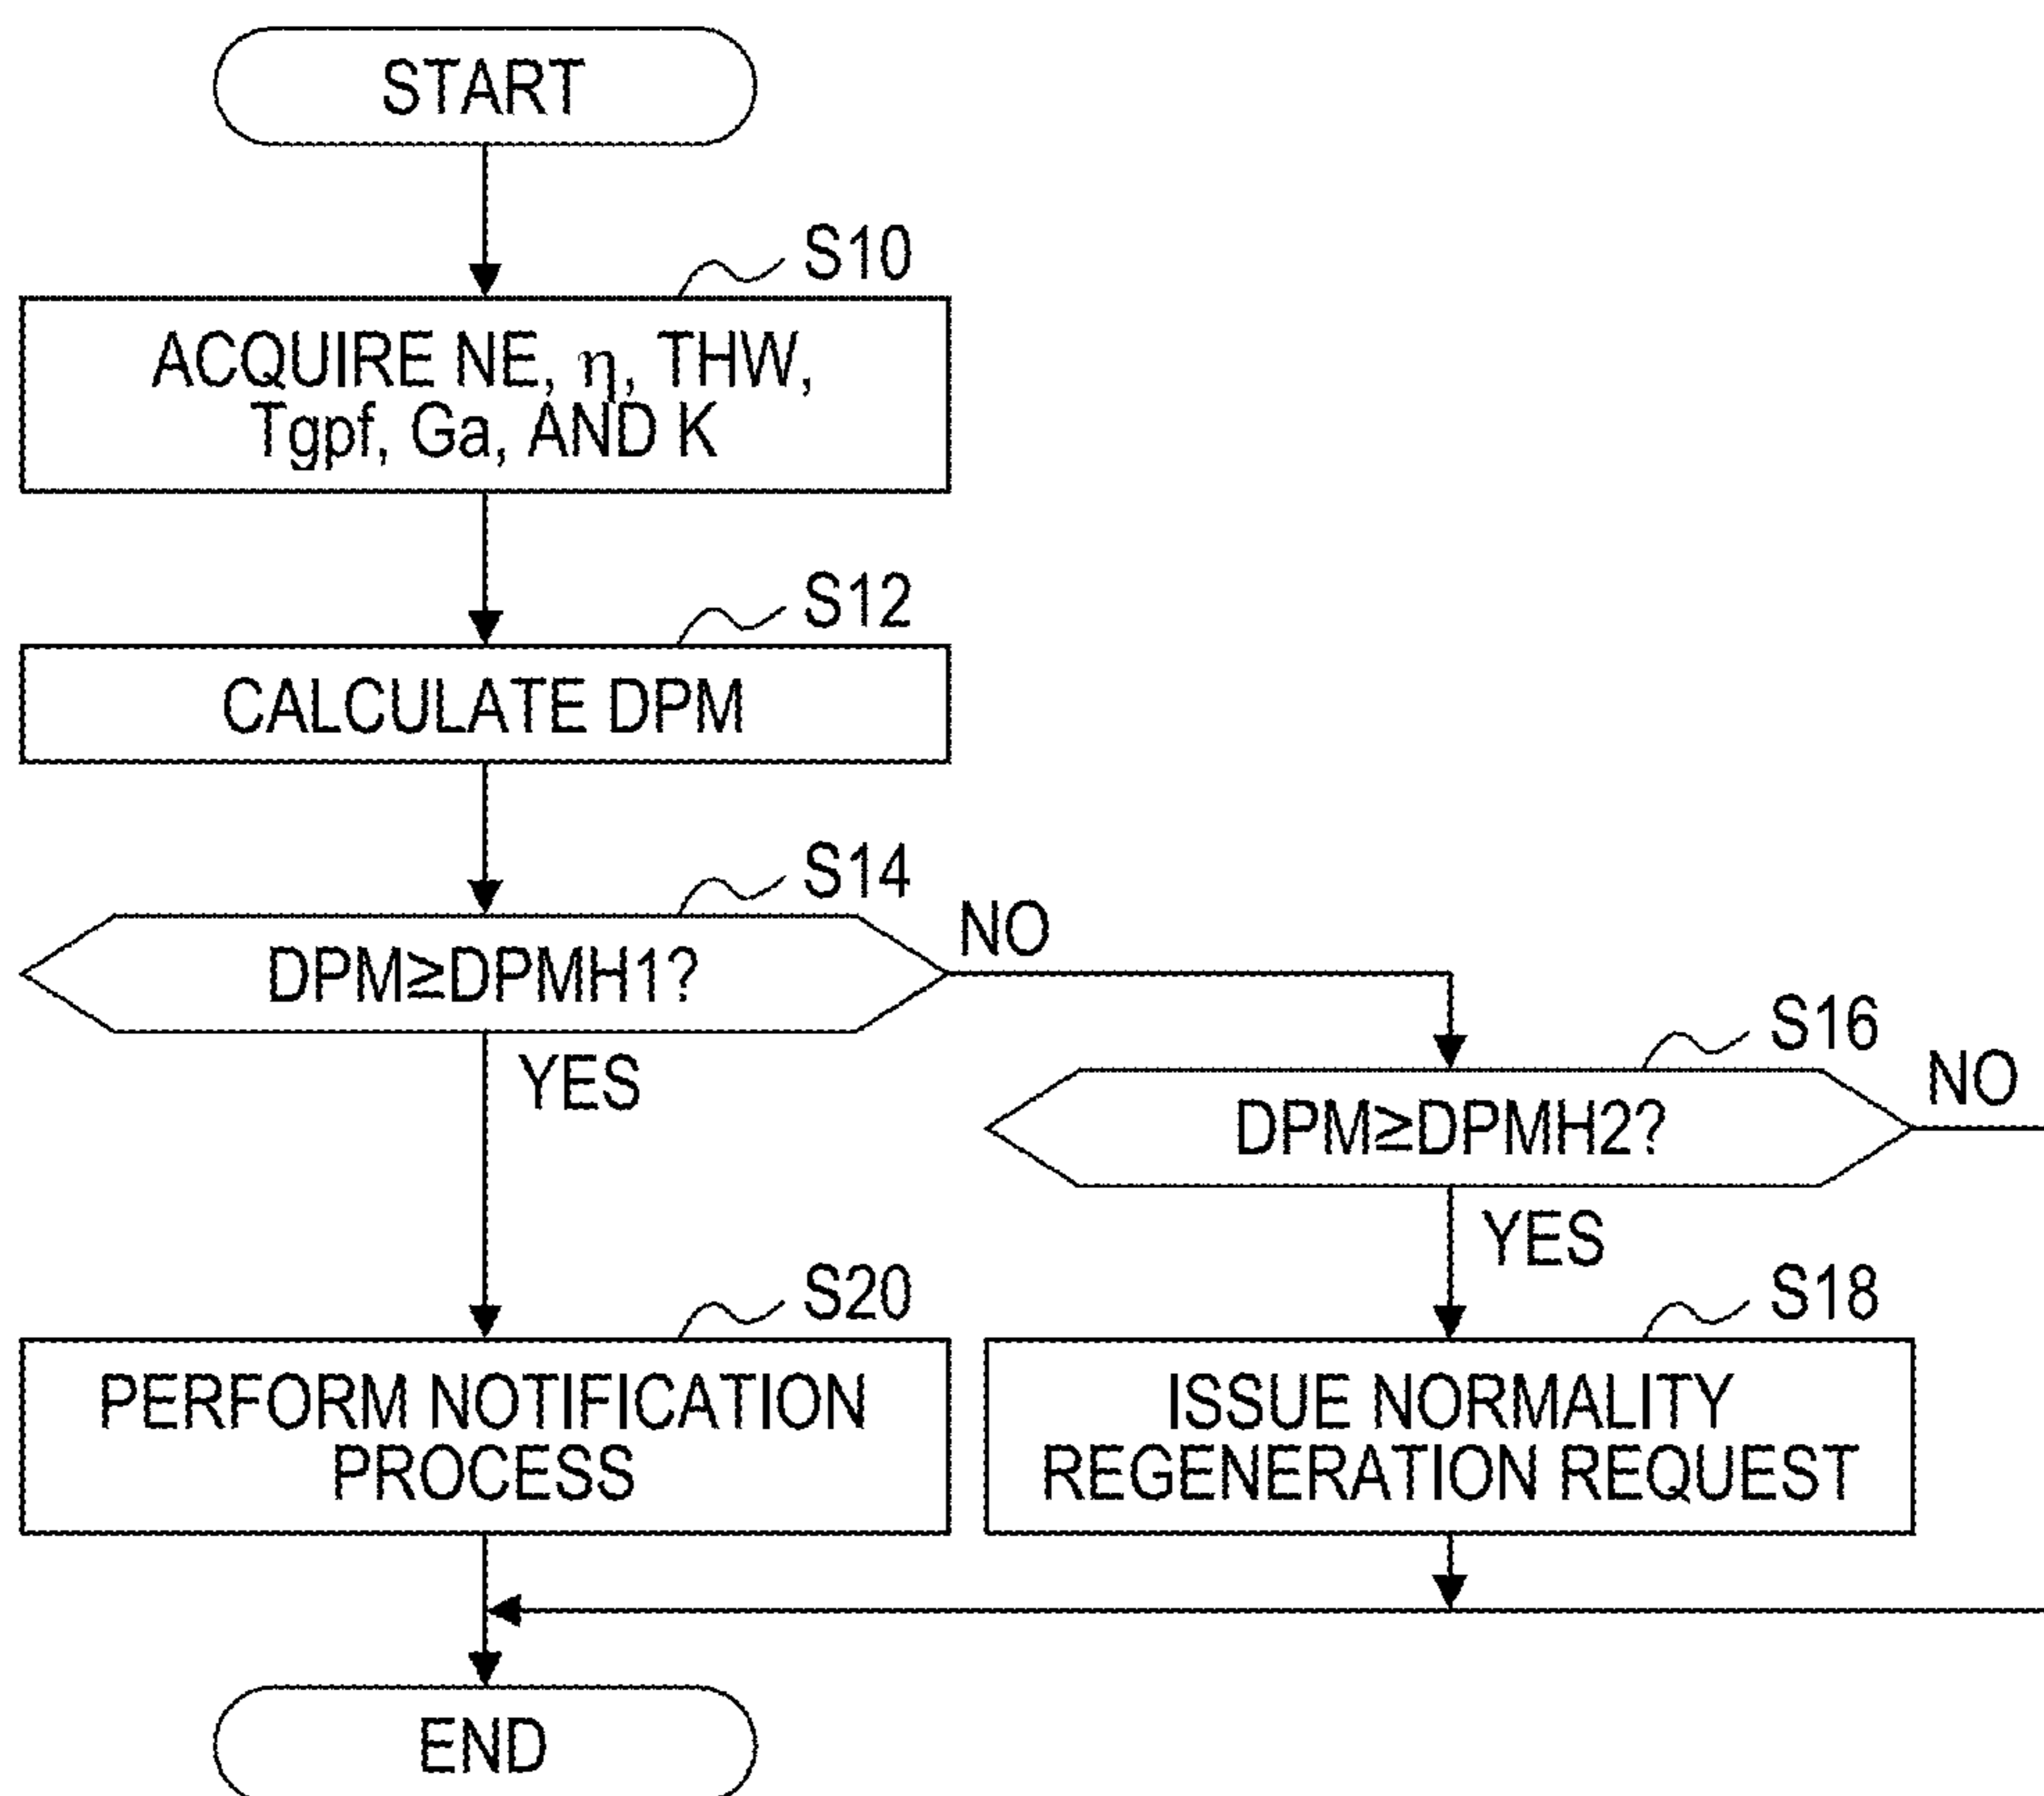 START
S10
ACQUIRE NE, η, THW,
Tgpf, Ga, AND K
S12
CALCULATE DPM
S14
DPM≧DPMH1?
NO
YES
S16
DPM≧DPMH2?
NO
YES
S20
PERFORM NOTIFICATION
PROCESS
S18
ISSUE NORMALITY
REGENERATION REQUEST
END